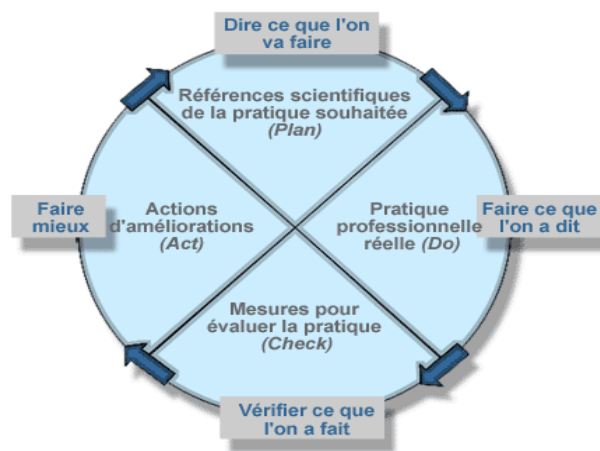 Dire ce que l'on
va faire
Références scientifiques
de la pratique souhaitée
(Plan)
Faire
mieux
Actions
d'améliorations
(Act)
Pratique
professionnelle
réelle (Do)
Faire ce que
l'on a dit
Mesures pour
évaluer la pratique
(Check)
Vérifier ce que
l'on a fait